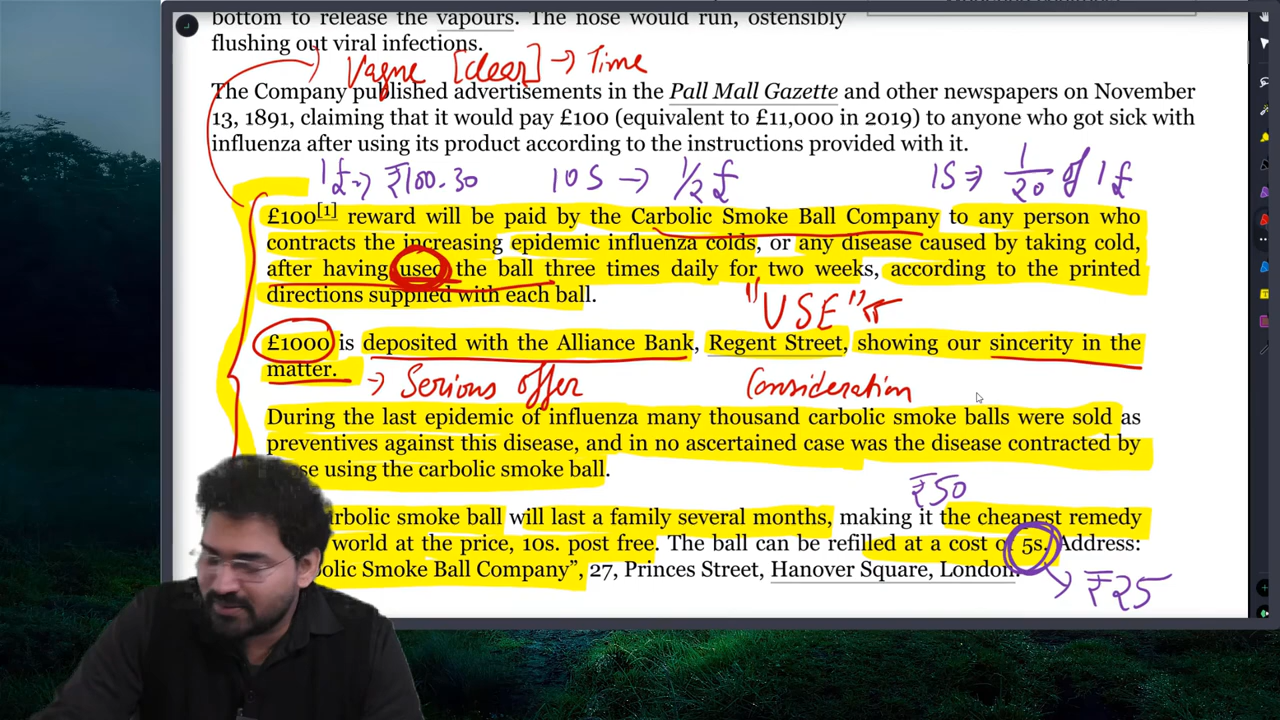 bottom to release the vapours. The nose would run, ostensibly
flushing out viral infections.
Vague [clear] → Time
The Company published advertisements in the Pall Mall Gazette and other newspapers on November
13, 1891, claiming that it would pay £100 (equivalent to £11,000 in 2019) to anyone who got sick with
influenza after using its product according to the instructions provided with it.
1£ → ₹100.30 10S → 1/2 £ 1S → 1/20 of 1£
£100[1] reward will be paid by the Carbolic Smoke Ball Company to any person who
contracts the increasing epidemic influenza colds, or any disease caused by taking cold,
after having used the ball three times daily for two weeks, according to the printed
directions supplied with each ball.
"USE"
£1000 is deposited with the Alliance Bank, Regent Street, showing our sincerity in the
matter.
→ Serious offer Consideration
During the last epidemic of influenza many thousand carbolic smoke balls were sold as
preventives against this disease, and in no ascertained case was the disease contracted by
using the carbolic smoke ball.
₹50
smoke ball will last a family several months, making it the cheapest remedy
world at the price, 10s. post free. The ball can be refilled at a cost of 5s. Address:
Smoke Ball Company”, 27, Princes Street, Hanover Square, London.
₹25